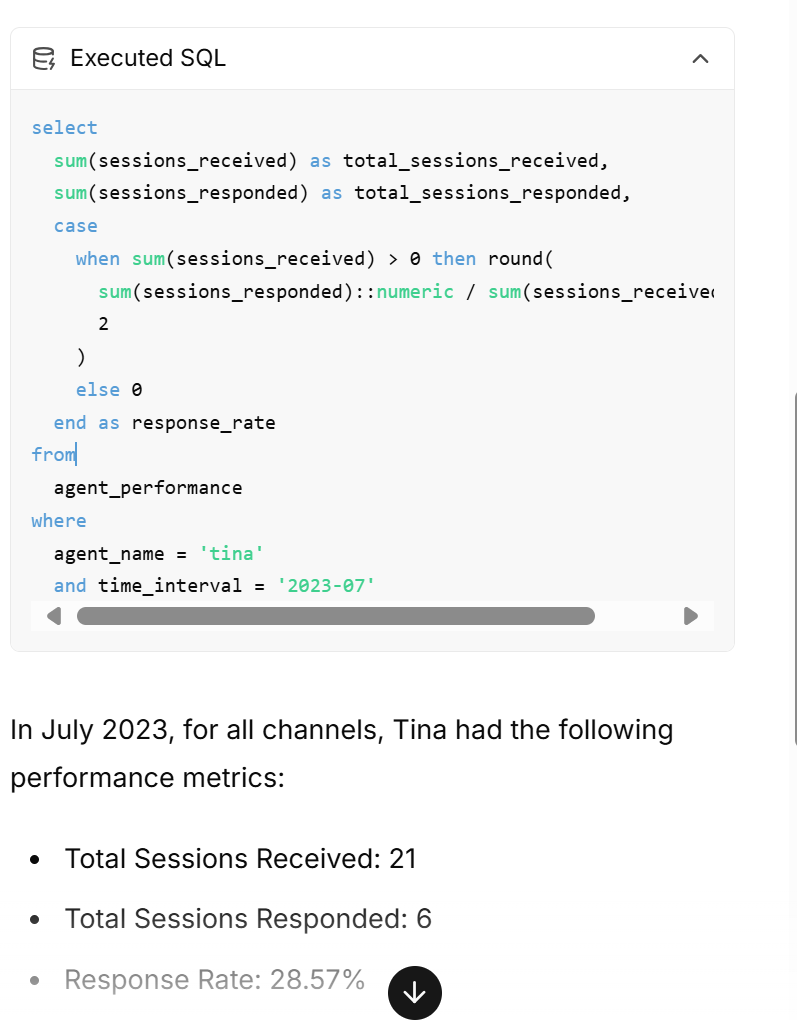 Executed SQL
select
sum(sessions_received) as total_sessions_received,
sum(sessions_responded) as total_sessions_responded,
case
when sum(sessions_received) > 0 then round(
sum(sessions_responded)::numeric / sum(sessions_received
2
)
else 0
end as response_rate
from
agent_performance
where
agent_name = 'tina'
and time_interval = '2023-07'
In July 2023, for all channels, Tina had the following
performance metrics:
• Total Sessions Received: 21
• Total Sessions Responded: 6
• Response Rate: 28.57%